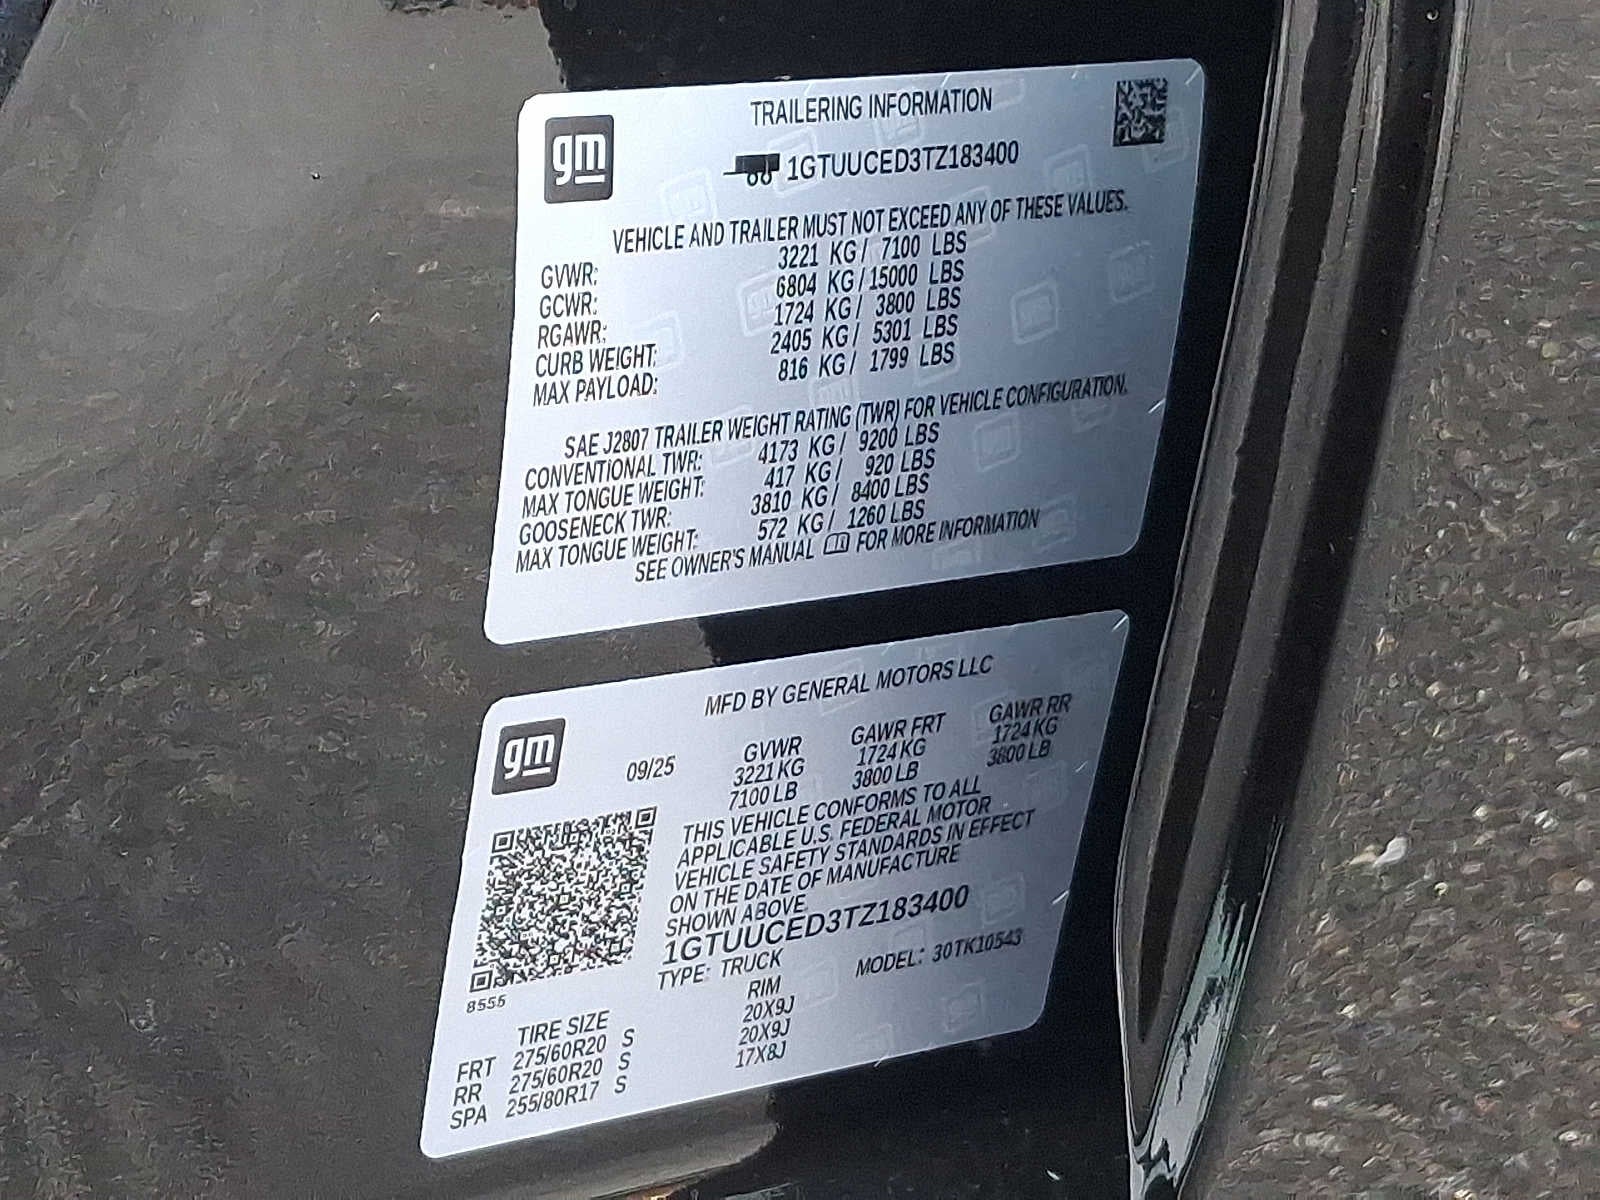 gm
TRAILERING INFORMATION
1GTUUCED3TZ183400
VEHICLE AND TRAILER MUST NOT EXCEED ANY OF THESE VALUES.
GVWR: 3221 KG / 7100 LBS
GCWR: 6804 KG / 15000 LBS
RGAWR: 1724 KG / 3800 LBS
CURB WEIGHT: 2405 KG / 5301 LBS
MAX PAYLOAD: 816 KG / 1799 LBS
SAE J2807 TRAILER WEIGHT RATING (TWR) FOR VEHICLE CONFIGURATION.
CONVENTIONAL TWR: 4173 KG / 9200 LBS
MAX TONGUE WEIGHT: 417 KG / 920 LBS
GOOSENECK TWR: 3810 KG / 8400 LBS
MAX TONGUE WEIGHT: 572 KG / 1260 LBS
SEE OWNER'S MANUAL FOR MORE INFORMATION
gm
MFD BY GENERAL MOTORS LLC
09/25
GVWR GAWR FRT GAWR RR
3221 KG 1724 KG 1724 KG
7100 LB 3800 LB 3800 LB
THIS VEHICLE CONFORMS TO ALL
APPLICABLE U.S. FEDERAL MOTOR
VEHICLE SAFETY STANDARDS IN EFFECT
ON THE DATE OF MANUFACTURE
SHOWN ABOVE.
1GTUUCED3TZ183400
TYPE: TRUCK MODEL: 30TK10543
8555
TIRE SIZE RIM
FRT 275/60R20 S 20X9J
RR 275/60R20 S 20X9J
SPA 255/80R17 S 17X8J